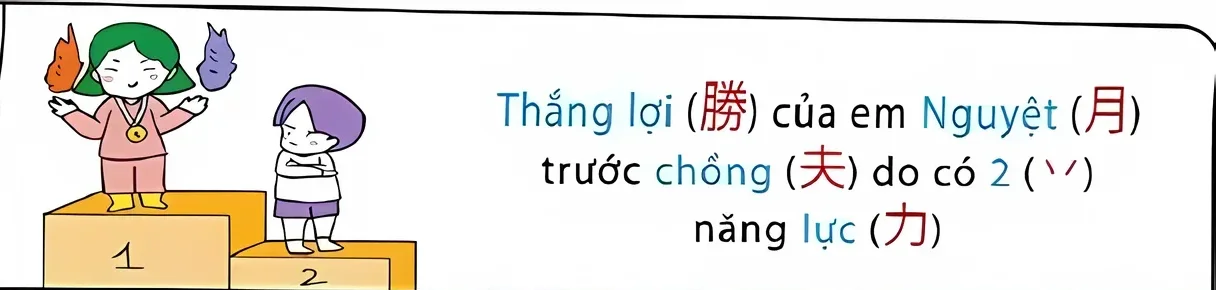 Thắng lợi (勝) của em Nguyệt (月)
trước chồng (夫) do có 2 (丷)
năng lực (力)
1
2